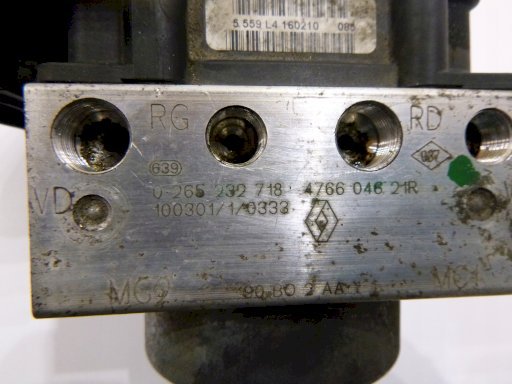 5.559 L4 160210 085
RG RD
639
0 265 232 718 4766 046 21R
VD
100301/1/0333
MC2 MC1